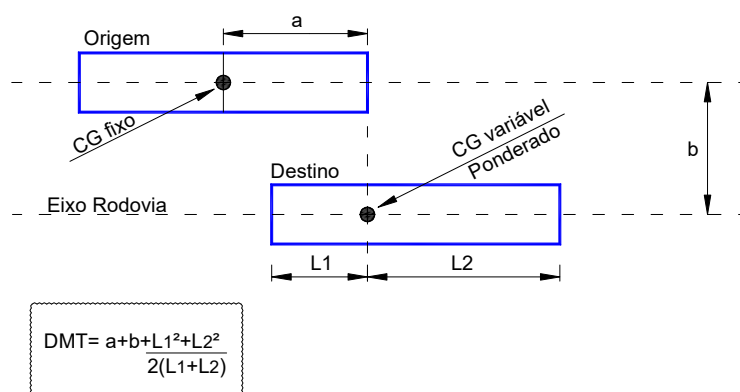 a
Origem
CG fixo
CG variável
Ponderado
b
Destino
Eixo Rodovia
L1
L2
DMT= a+b+L1²+L2²
2(L1+L2)